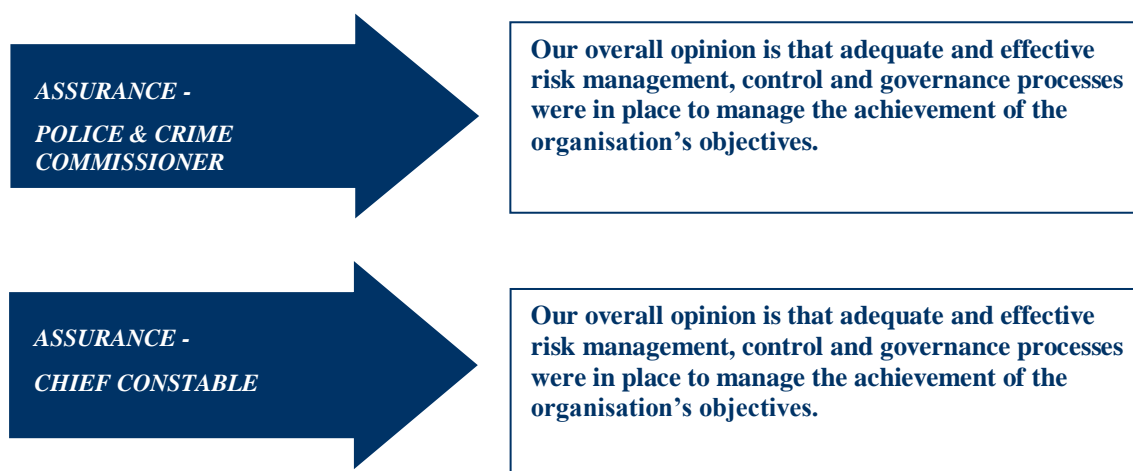 ASSURANCE -
POLICE & CRIME
COMMISSIONER
Our overall opinion is that adequate and effective
risk management, control and governance processes
were in place to manage the achievement of the
organisation’s objectives.
ASSURANCE -
CHIEF CONSTABLE
Our overall opinion is that adequate and effective
risk management, control and governance processes
were in place to manage the achievement of the
organisation’s objectives.